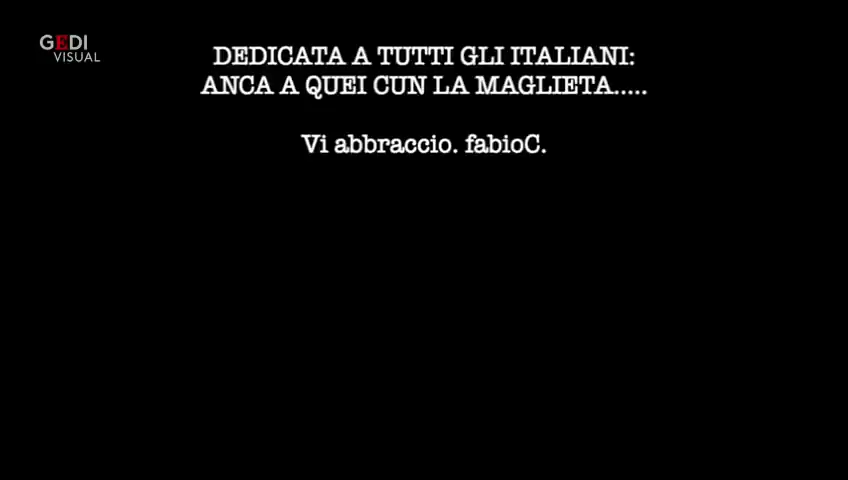 GEDI
VISUAL
DEDICATA A TUTTI GLI ITALIANI:
ANCA A QUEI CUN LA MAGLIETA.....
Vi abbraccio. fabioC.